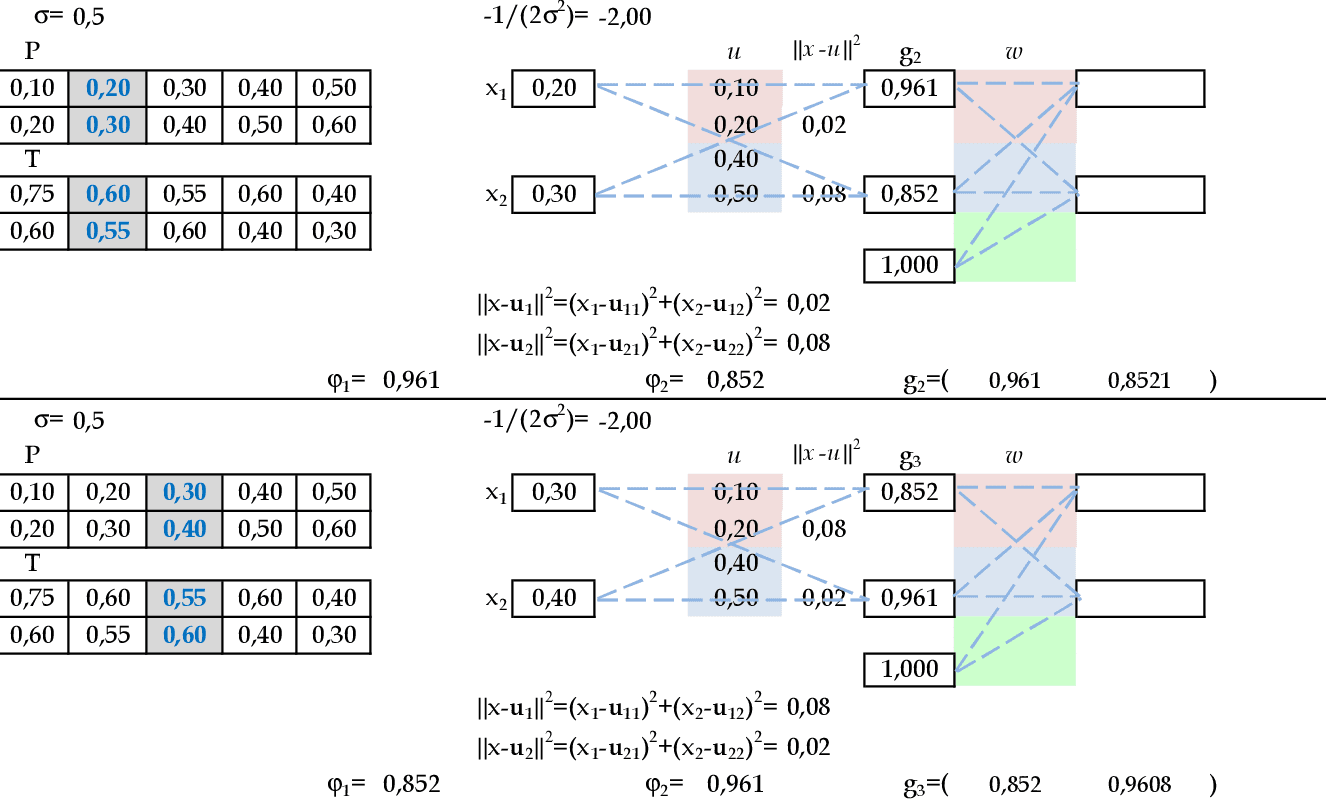 σ= 0,5 -1/(2σ²)= -2,00
P u ||x-u||² g₂ w
0,10 0,20 0,30 0,40 0,50 x₁ 0,20 0,10 0,961
0,20 0,30 0,40 0,50 0,60 0,20 0,02
T 0,40
0,75 0,60 0,55 0,60 0,40 x₂ 0,30 0,50 0,08 0,852
0,60 0,55 0,60 0,40 0,30
1,000
||x-u₁||²=(x₁-u₁₁)²+(x₂-u₁₂)²= 0,02
||x-u₂||²=(x₁-u₂₁)²+(x₂-u₂₂)²= 0,08
φ₁= 0,961 φ₂= 0,852 g₂=( 0,961 0,8521 )
σ= 0,5 -1/(2σ²)= -2,00
P u ||x-u||² g₃ w
0,10 0,20 0,30 0,40 0,50 x₁ 0,30 0,10 0,852
0,20 0,30 0,40 0,50 0,60 0,20 0,08
T 0,40
0,75 0,60 0,55 0,60 0,40 x₂ 0,40 0,50 0,02 0,961
0,60 0,55 0,60 0,40 0,30
1,000
||x-u₁||²=(x₁-u₁₁)²+(x₂-u₁₂)²= 0,08
||x-u₂||²=(x₁-u₂₁)²+(x₂-u₂₂)²= 0,02
φ₁= 0,852 φ₂= 0,961 g₃=( 0,852 0,9608 )